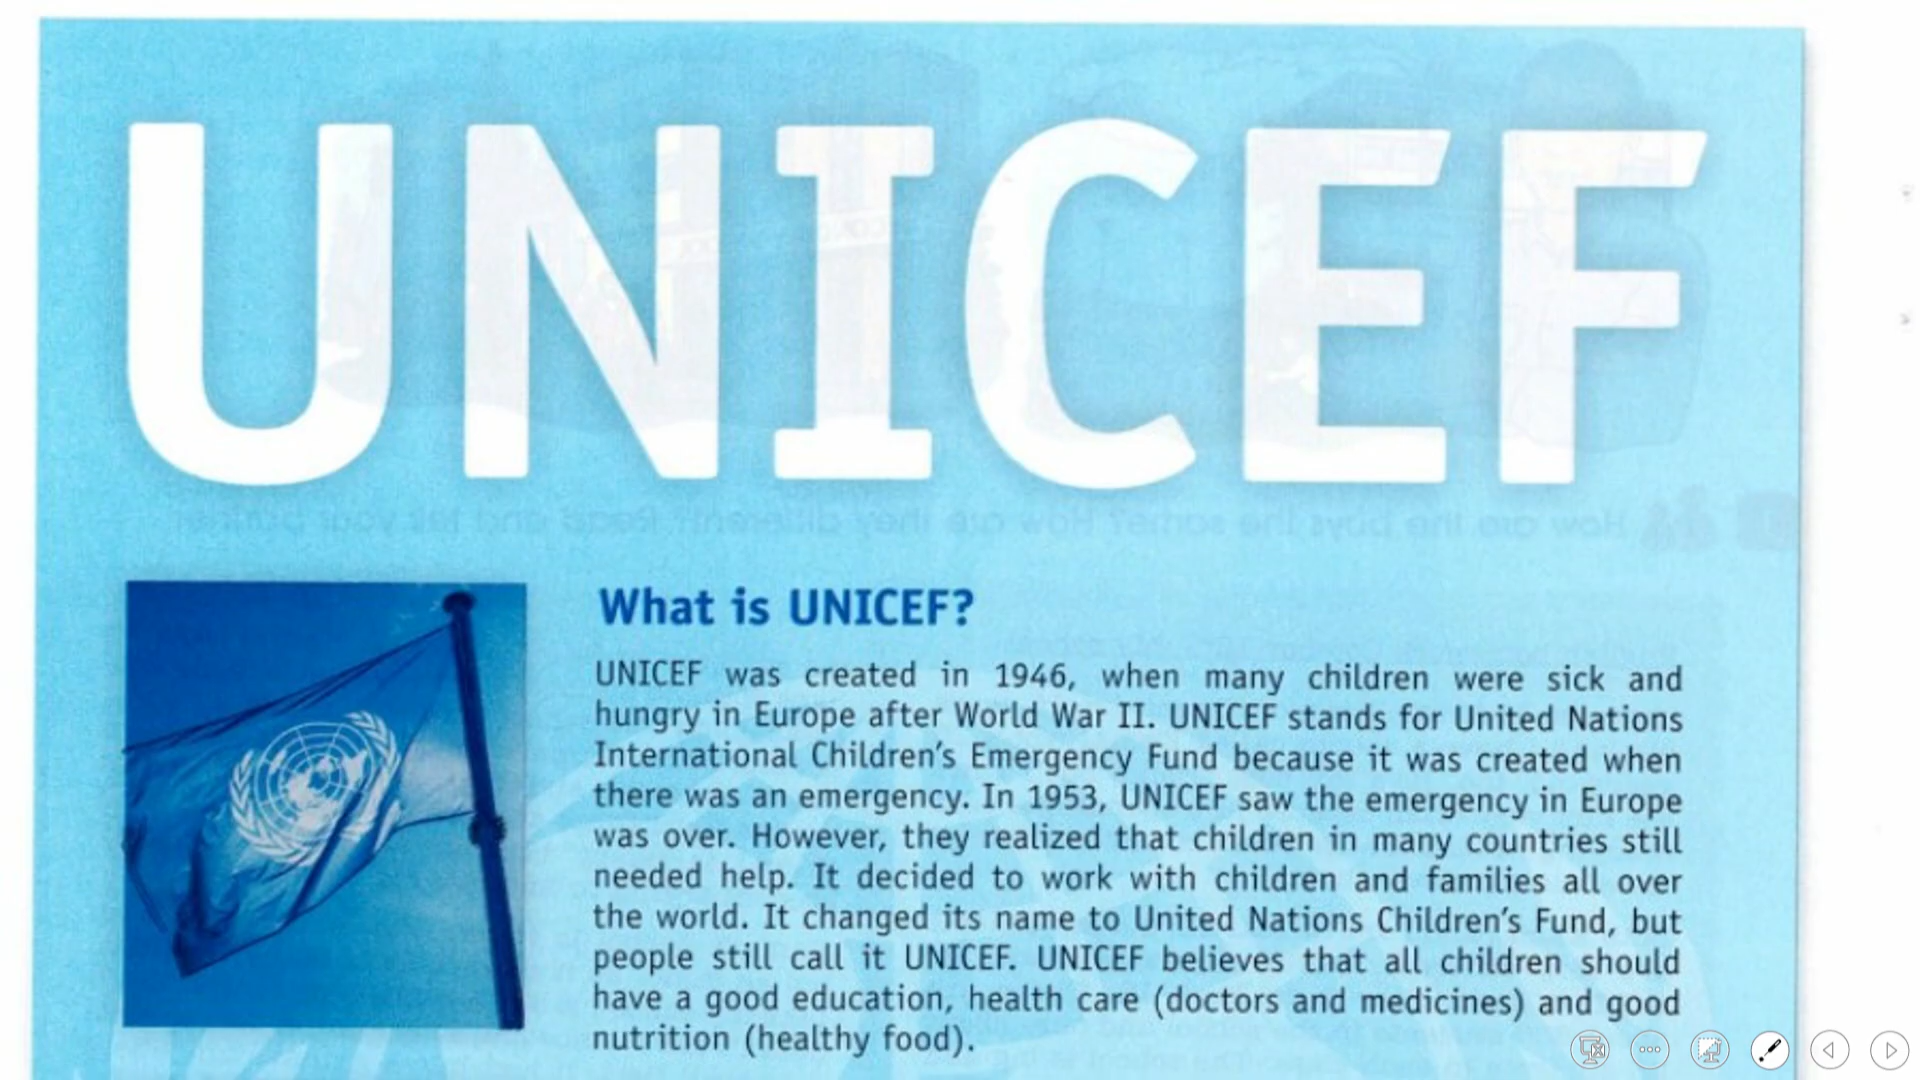 UNICEF
What is UNICEF?
UNICEF was created in 1946, when many children were sick and
hungry in Europe after World War II. UNICEF stands for United Nations
International Children's Emergency Fund because it was created when
there was an emergency. In 1953, UNICEF saw the emergency in Europe
was over. However, they realized that children in many countries still
needed help. It decided to work with children and families all over
the world. It changed its name to United Nations Children's Fund, but
people still call it UNICEF. UNICEF believes that all children should
have a good education, health care (doctors and medicines) and good
nutrition (healthy food).